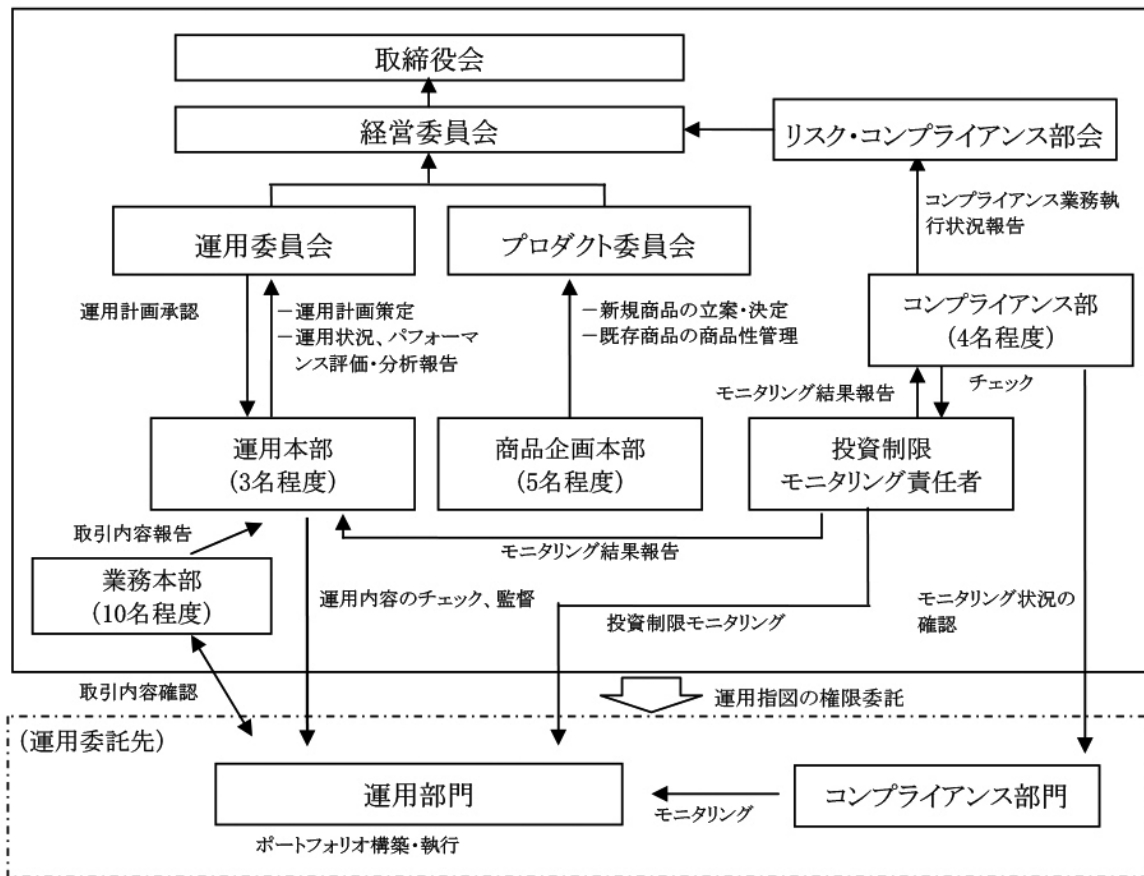 取締役会
経営委員会
リスク・コンプライアンス部会
コンプライアンス業務執
行状況報告
運用委員会
プロダクト委員会
運用計画承認
－運用計画策定
－運用状況、パフォーマ
ンス評価・分析報告
－新規商品の立案・決定
－既存商品の商品性管理
コンプライアンス部
(4名程度)
モニタリング結果報告
チェック
運用本部
(3名程度)
商品企画本部
(5名程度)
投資制限
モニタリング責任者
取引内容報告
モニタリング結果報告
業務本部
(10名程度)
運用内容のチェック、監督
投資制限モニタリング
モニタリング状況の
確認
取引内容確認
運用指図の権限委託
(運用委託先)
運用部門
モニタリング
コンプライアンス部門
ポートフォリオ構築・執行